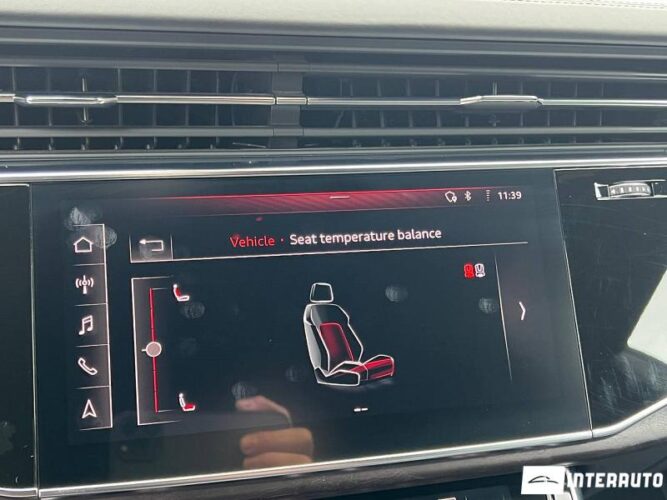 11:39
Vehicle · Seat temperature balance
INTERAUTO